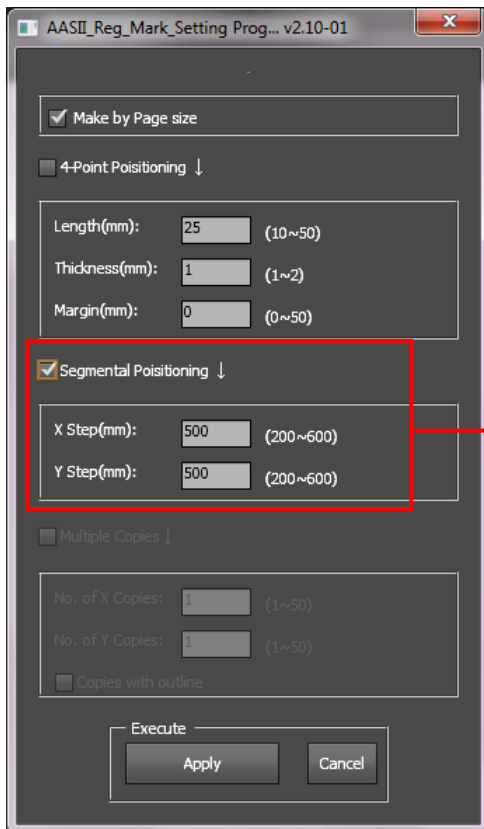 AASII_Reg_Mark_Setting Prog... v2.10-01
Make by Page size
4-Point Poisitioning ↓
Length(mm): 25 (10~50)
Thickness(mm): 1 (1~2)
Margin(mm): 0 (0~50)
Segmental Poisitioning ↓
X Step(mm): 500 (200~600)
Y Step(mm): 500 (200~600)
Multiple Copies ↓
No. of X Copies: 1 (1~50)
No. of Y Copies: 1 (1~50)
Copies with outline
Execute
Apply Cancel